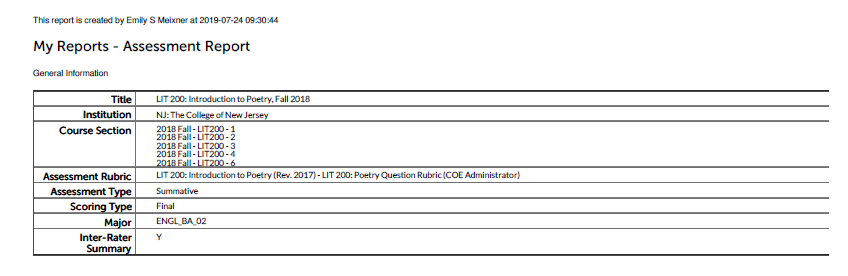 This report is created by Emily S Meixner at 2019-07-24 09:30:44
My Reports - Assessment Report
General Information
Title LIT 200: Introduction to Poetry, Fall 2018
Institution NJ: The College of New Jersey
Course Section 2018 Fall - LIT200 - 1
2018 Fall - LIT200 - 2
2018 Fall - LIT200 - 3
2018 Fall - LIT200 - 4
2018 Fall - LIT200 - 6
Assessment Rubric LIT 200: Introduction to Poetry (Rev. 2017) - LIT 200: Poetry Question Rubric (COE Administrator)
Assessment Type Summative
Scoring Type Final
Major ENGL_BA_02
Inter-Rater Y
Summary